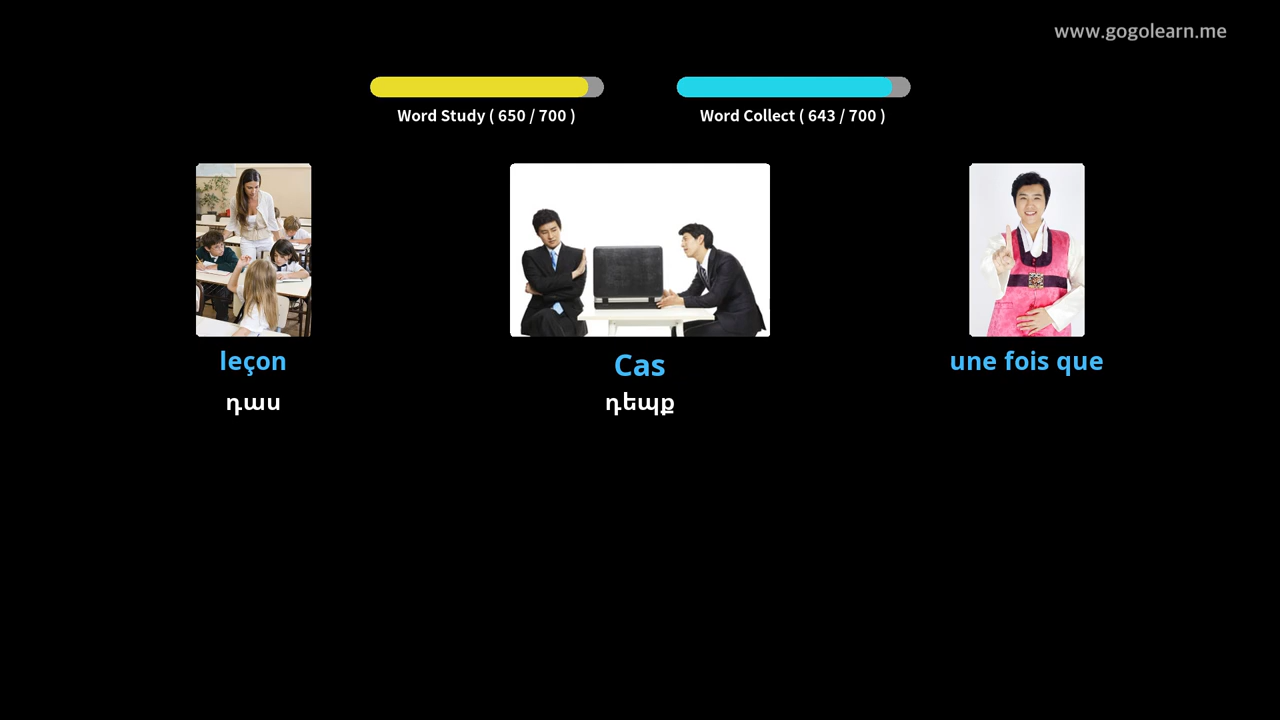 www.gogolearn.me
Word Study ( 650 / 700 )
Word Collect ( 643 / 700 )
leçon
Cas
une fois que
դաս
դեպք